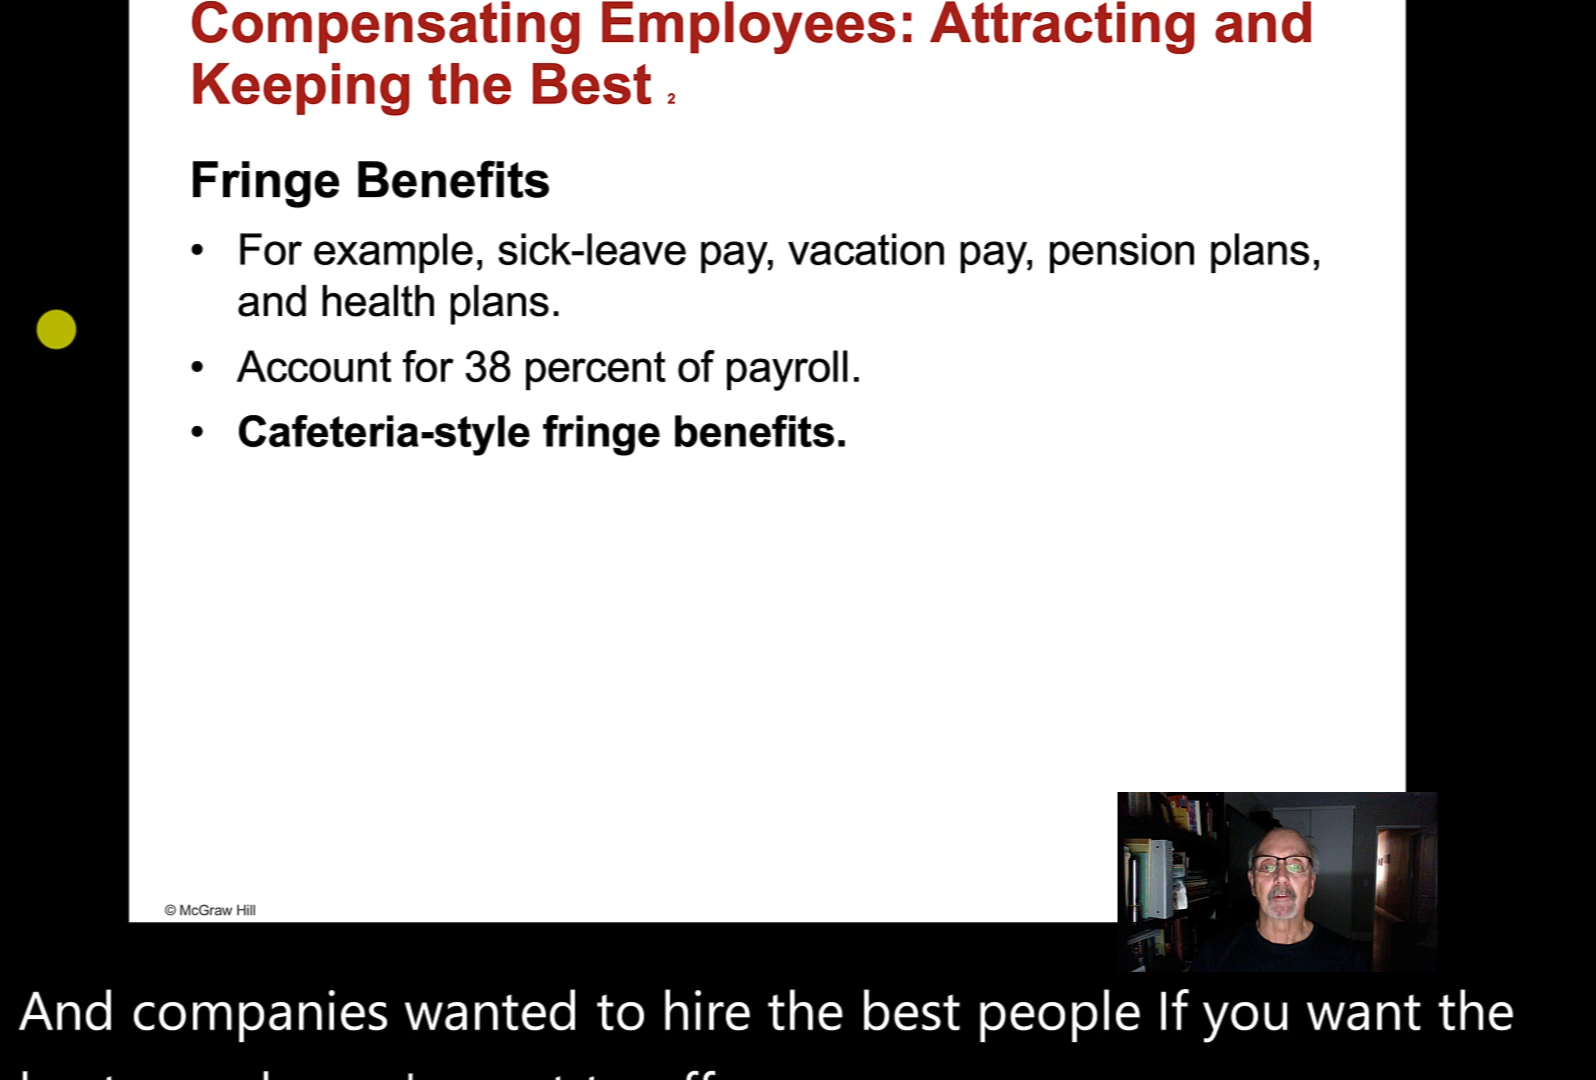 Compensating Employees: Attracting and
Keeping the Best 2
Fringe Benefits
• For example, sick-leave pay, vacation pay, pension plans,
and health plans.
• Account for 38 percent of payroll.
• Cafeteria-style fringe benefits.
© McGraw Hill
And companies wanted to hire the best people If you want the